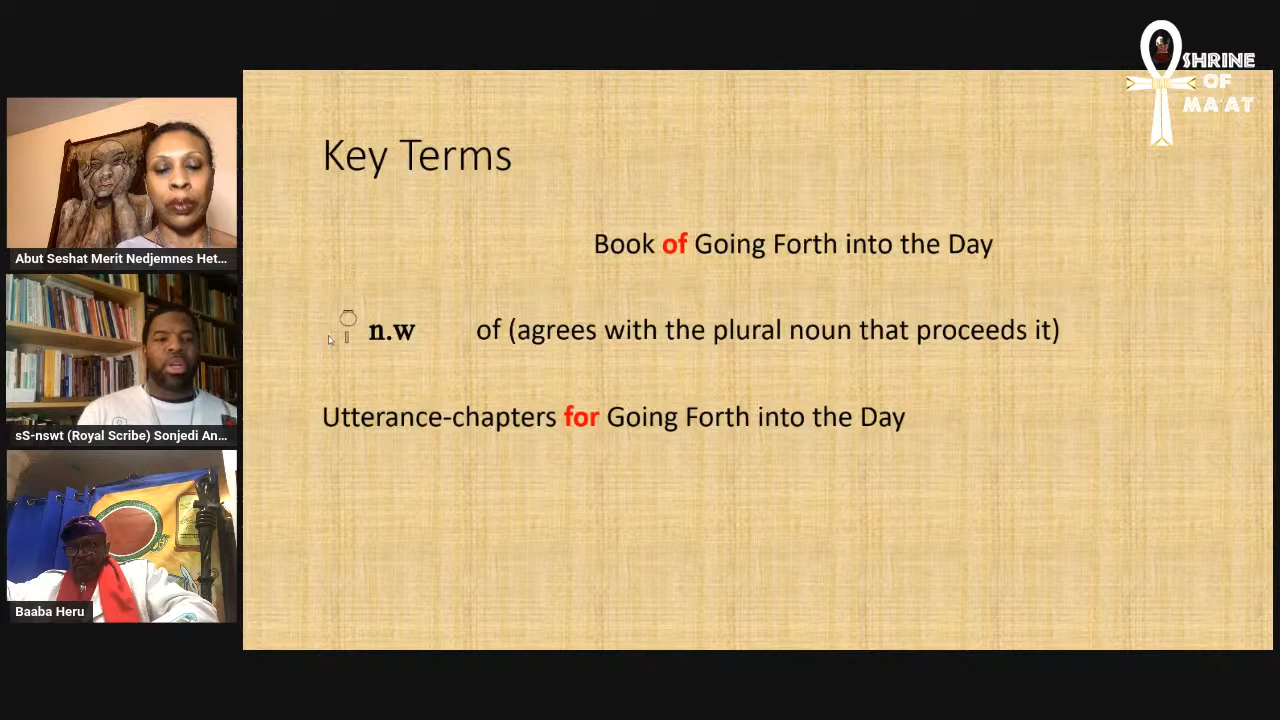 SHRINE
OF
MA'AT
Key Terms
Book of Going Forth into the Day
n.w of (agrees with the plural noun that proceeds it)
Utterance-chapters for Going Forth into the Day
Abut Seshat Merit Nedjemnes Het...
sS-nswt (Royal Scribe) Sonjedi An...
Baaba Heru